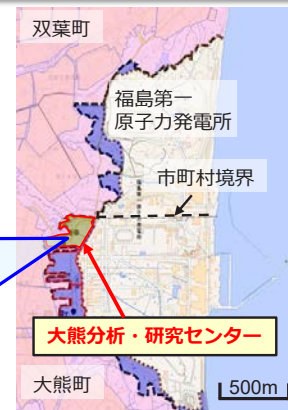 双葉町
福島第一
原子力発電所
市町村境界
大熊分析・研究センター
大熊町
500m